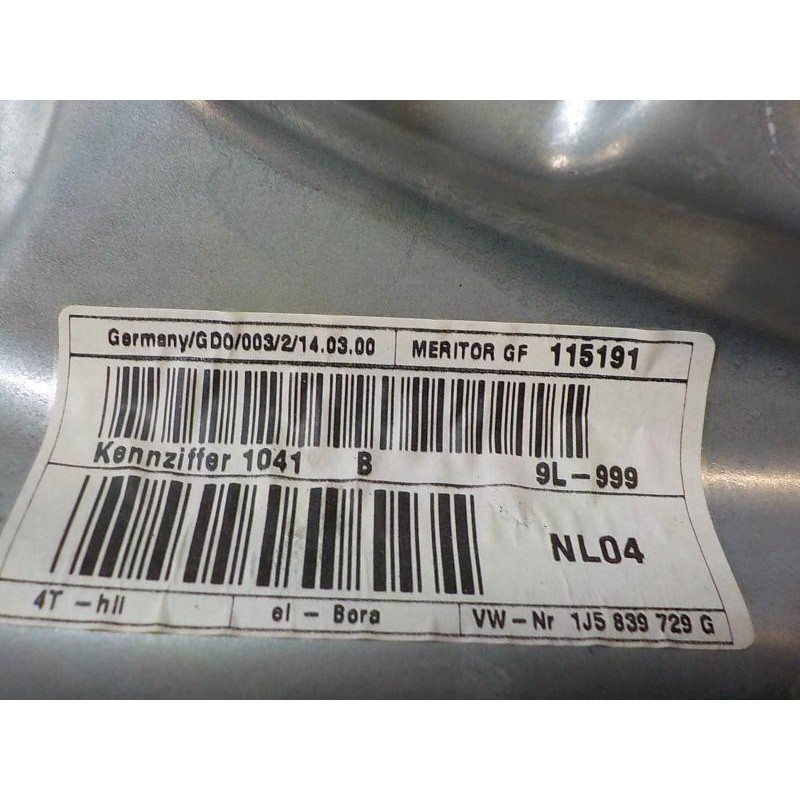 Germany/GD0/003/2/14.03.00 MERITOR GF 115191
Kennziffer 1041 B 9L-999
NL04
4T -hli el - Bora VW-Nr 1J5 839 729 G